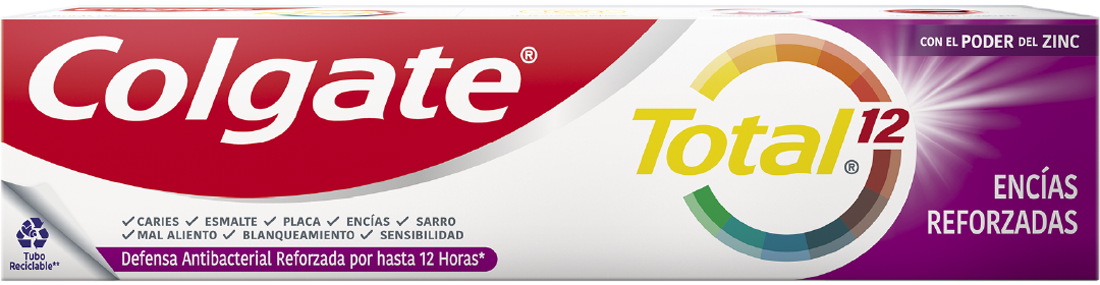 Colgate®
CON EL PODER DEL ZINC
Total 12®
ENCÍAS
REFORZADAS
✓CARIES ✓ ESMALTE ✓ PLACA ✓ ENCÍAS ✓ SARRO
✓MAL ALIENTO ✓ BLANQUEAMIENTO ✓ SENSIBILIDAD
Defensa Antibacterial Reforzada por hasta 12 Horas*
Tubo
Reciclable**